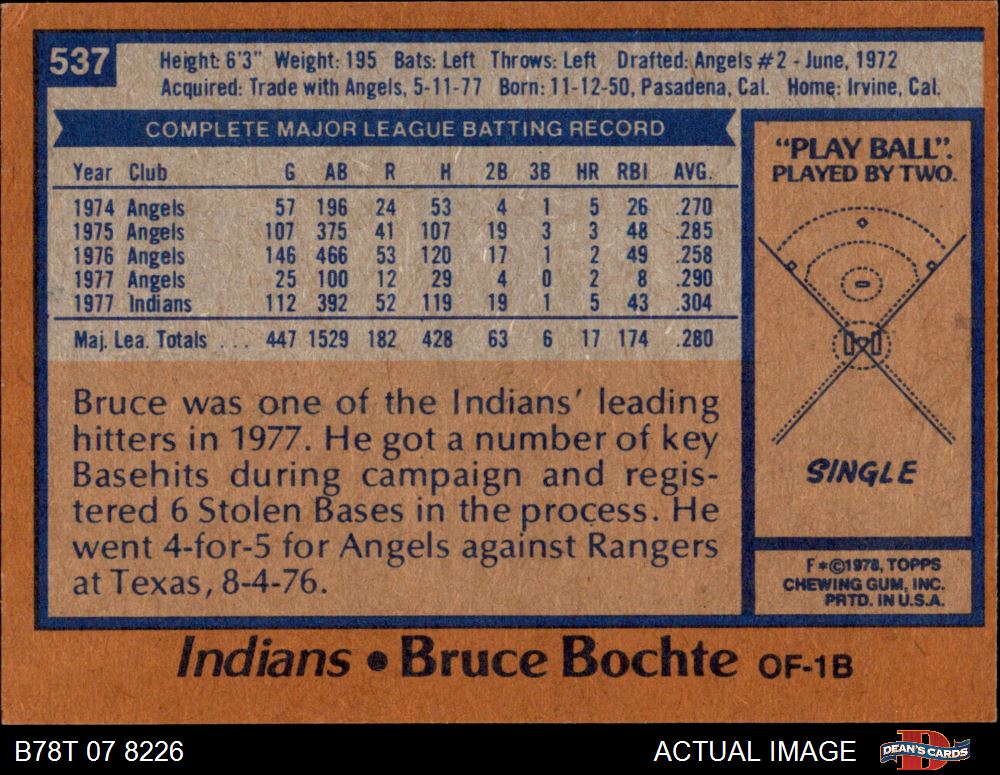 537
Height: 6'3" Weight: 195 Bats: Left Throws: Left Drafted: Angels #2 - June, 1972
Acquired: Trade with Angels, 5-11-77 Born: 11-12-50, Pasadena, Cal. Home: Irvine, Cal.
COMPLETE MAJOR LEAGUE BATTING RECORD
Year Club G AB R H 2B 3B HR RBI AVG.
1974 Angels 57 196 24 53 4 1 5 26 .270
1975 Angels 107 375 41 107 19 3 3 48 .285
1976 Angels 146 466 53 120 17 1 2 49 .258
1977 Angels 25 100 12 29 4 0 2 8 .290
1977 Indians 112 392 52 119 19 1 5 43 .304
Maj. Lea. Totals ... 447 1529 182 428 63 6 17 174 .280
Bruce was one of the Indians' leading
hitters in 1977. He got a number of key
Basehits during campaign and regis-
tered 6 Stolen Bases in the process. He
went 4-for-5 for Angels against Rangers
at Texas, 8-4-76.
"PLAY BALL".
PLAYED BY TWO.
SINGLE
F*©1978, TOPPS
CHEWING GUM, INC.
PRTD. IN U.S.A.
Indians • Bruce Bochte OF-1B
B78T 07 8226
ACTUAL IMAGE
DEAN'S CARDS